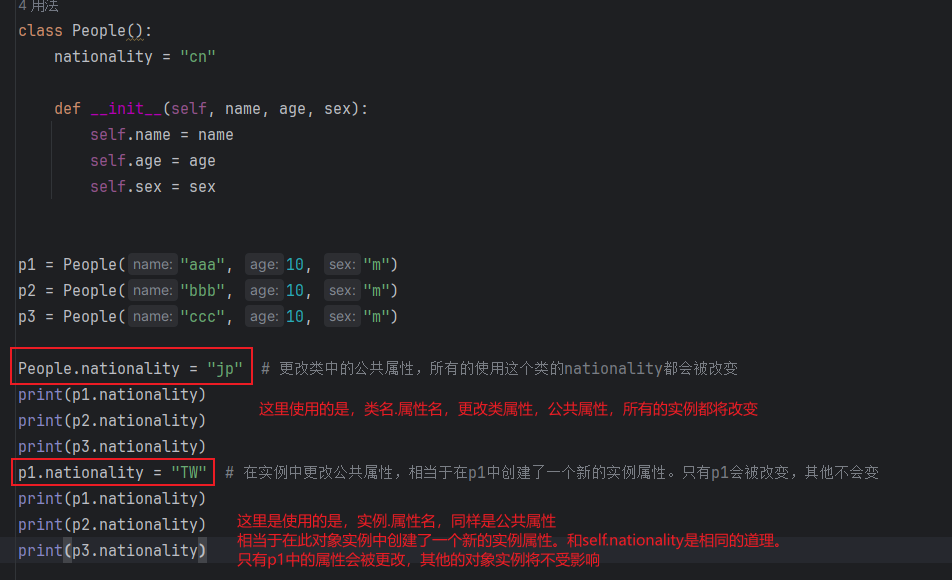 4 用法
class People():
nationality = "cn"
def __init__(self, name, age, sex):
self.name = name
self.age = age
self.sex = sex
p1 = People( name: "aaa", age: 10, sex: "m")
p2 = People( name: "bbb", age: 10, sex: "m")
p3 = People( name: "ccc", age: 10, sex: "m")
People.nationality = "jp" # 更改类中的公共属性，所有的使用这个类的nationality都会被改变
print(p1.nationality)
这里使用的是，类名.属性名，更改类属性，公共属性，所有的实例都将改变
print(p2.nationality)
print(p3.nationality)
p1.nationality = "TW" # 在实例中更改公共属性，相当于在p1中创建了一个新的实例属性。只有p1会被改变，其他不会变
print(p1.nationality)
这里是使用的是，实例.属性名，同样是公共属性
print(p2.nationality)
相当于在此对象实例中创建了一个新的实例属性。和self.nationality是相同的道理。
print(p3.nationality)
只有p1中的属性会被更改，其他的对象实例将不受影响